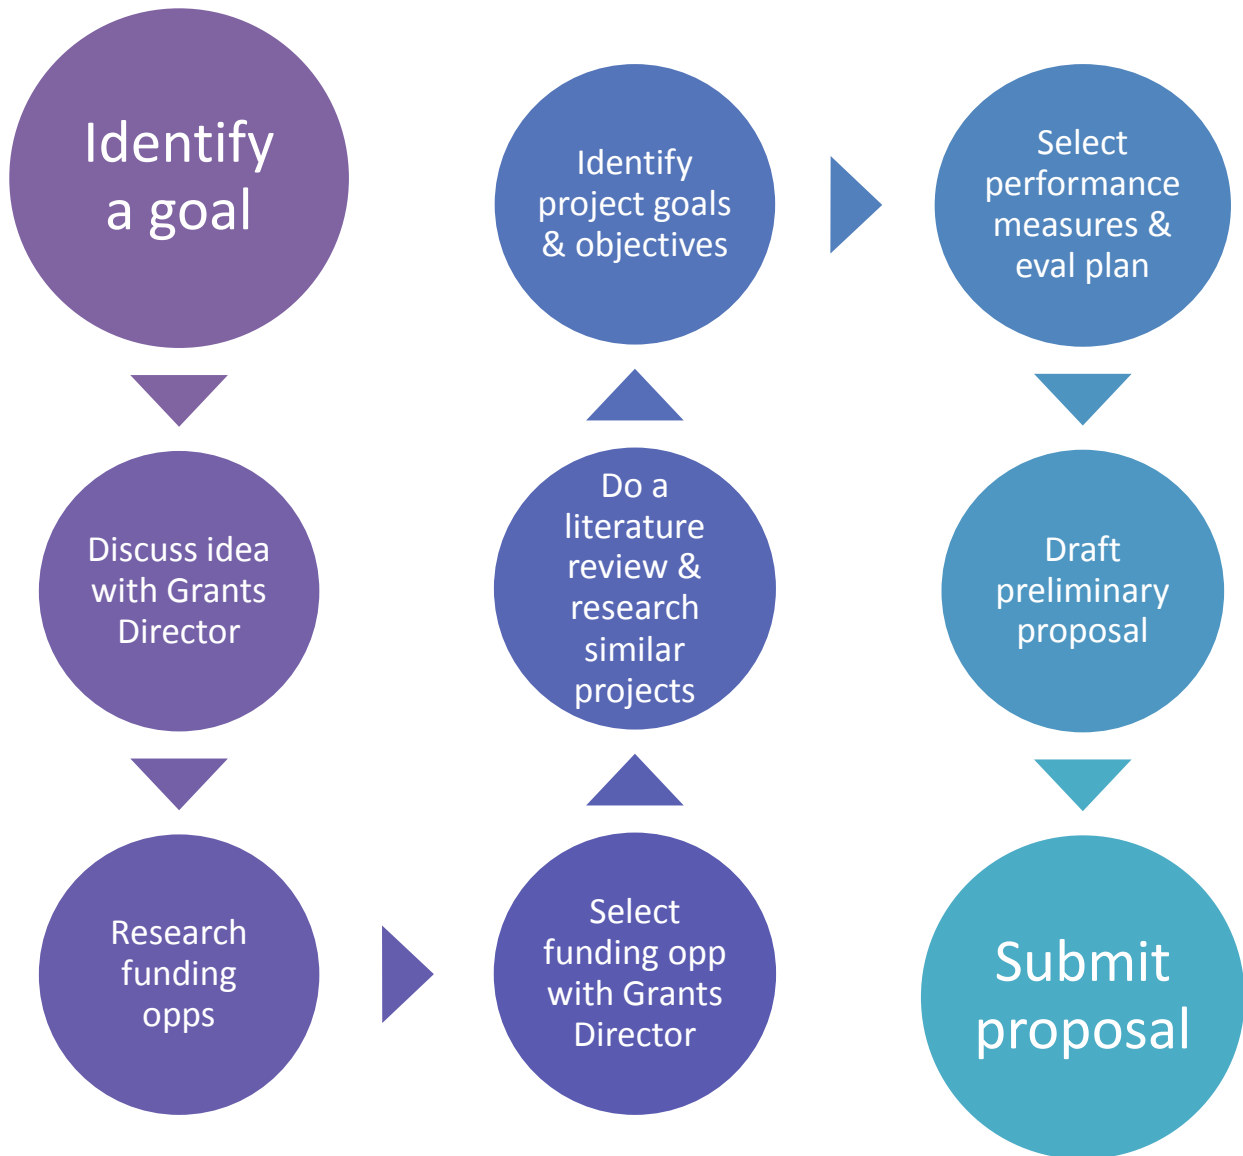 Identify
a goal
Discuss idea
with Grants
Director
Research
funding
opps
Select
funding opp
with Grants
Director
Do a
literature
review &
research
similar
projects
Identify
project goals
& objectives
Select
performance
measures &
eval plan
Draft
preliminary
proposal
Submit
proposal